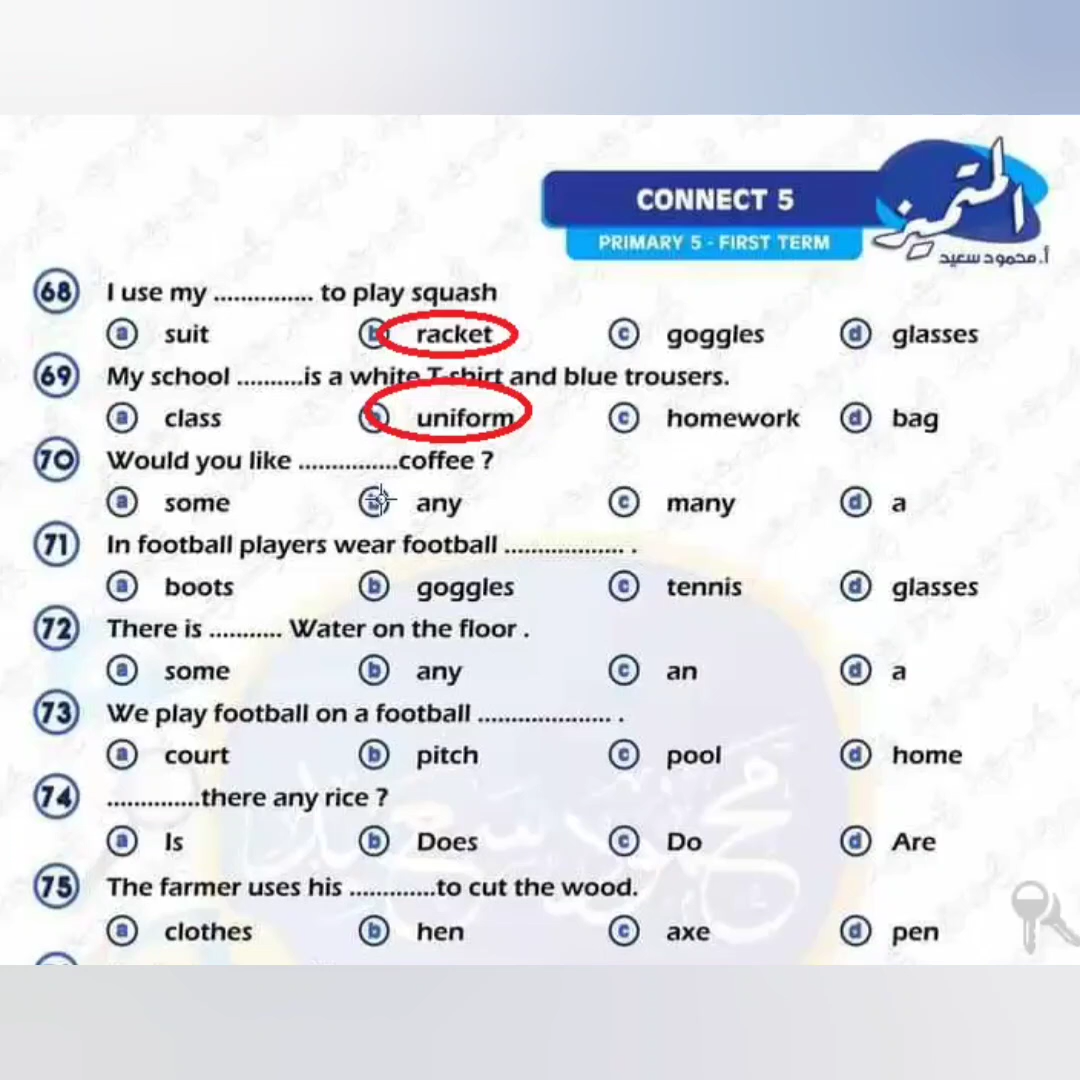 CONNECT 5
PRIMARY 5 - FIRST TERM
المتميز
أ. محمود سعيد
68 I use my ............... to play squash
a suit b racket c goggles d glasses
69 My school ..........is a white T-shirt and blue trousers.
a class b uniform c homework d bag
70 Would you like ...............coffee ?
a some b any c many d a
71 In football players wear football .................. .
a boots b goggles c tennis d glasses
72 There is ........... Water on the floor .
a some b any c an d a
73 We play football on a football .................... .
a court b pitch c pool d home
74 ..............there any rice ?
a Is b Does c Do d Are
75 The farmer uses his .............to cut the wood.
a clothes b hen c axe d pen